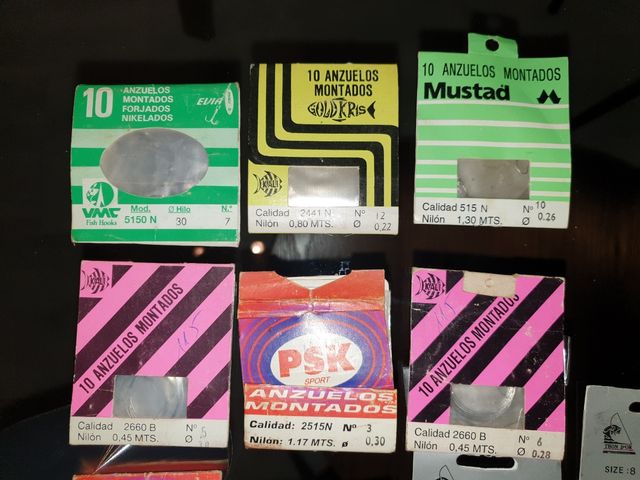 10
ANZUELOS
MONTADOS
FORJADOS
NIKELADOS
EVIA
VMC
Fish Hooks
Mod. Ø Hilo N.º
5150 N 30 7
10 ANZUELOS
MONTADOS
GOLDKRIS
KRALI
Calidad 2441 N Nº 12
Nilón 0,80 MTS. Ø 0,22
10 ANZUELOS MONTADOS
Mustad
Calidad 515 N Nº 10
Nilón 1,30 MTS. Ø 0.26
10 ANZUELOS MONTADOS
115
Calidad 2660 B Nº 5
Nilón 0,45 MTS. Ø
PSK
SPORT
ANZUELOS
MONTADOS
Calidad: 2515N Nº 3
Nilón: 1.17 MTS. Ø 0,30
10 ANZUELOS MONTADOS
115
Calidad 2660 B Nº 6
Nilón 0,45 MTS. Ø 0.28
SIZE: 8